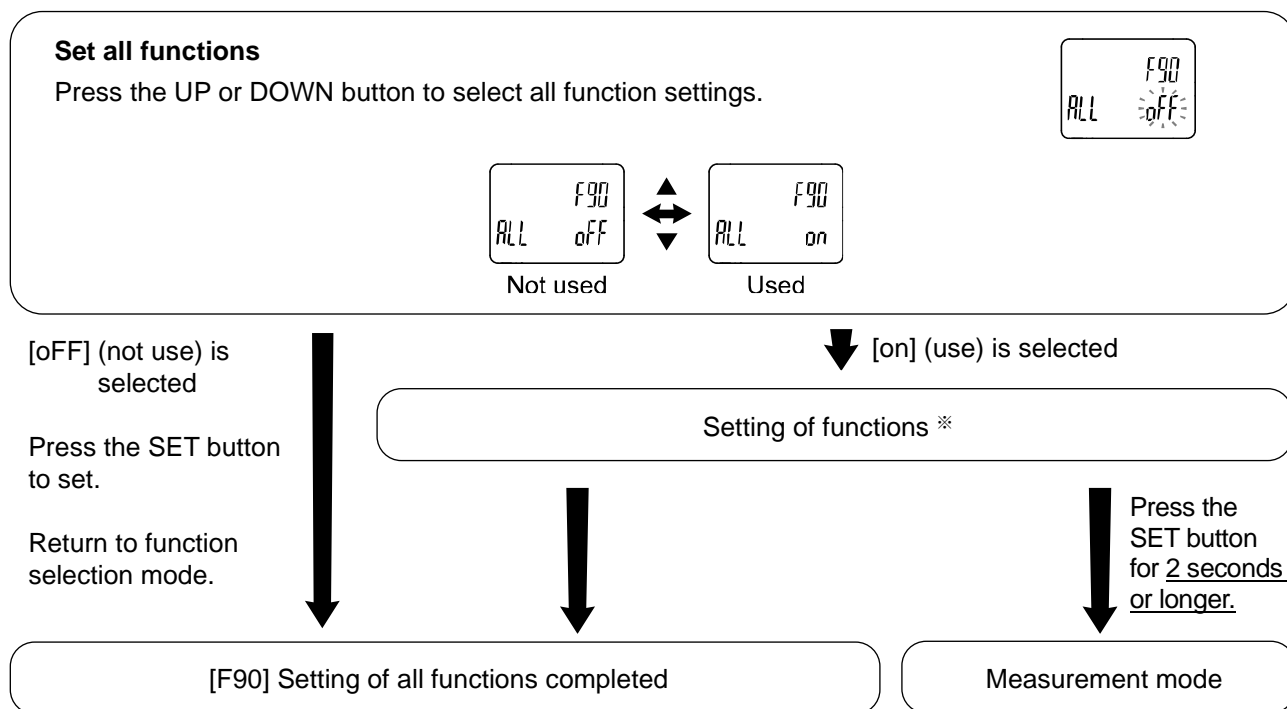 Set all functions
Press the UP or DOWN button to select all function settings.
F90
ALL oFF
F90
ALL oFF
Not used
F90
ALL on
Used
[oFF] (not use) is
selected
Press the SET button
to set.
Return to function
selection mode.
[on] (use) is selected
Setting of functions ※
Press the
SET button
for 2 seconds
or longer.
[F90] Setting of all functions completed
Measurement mode